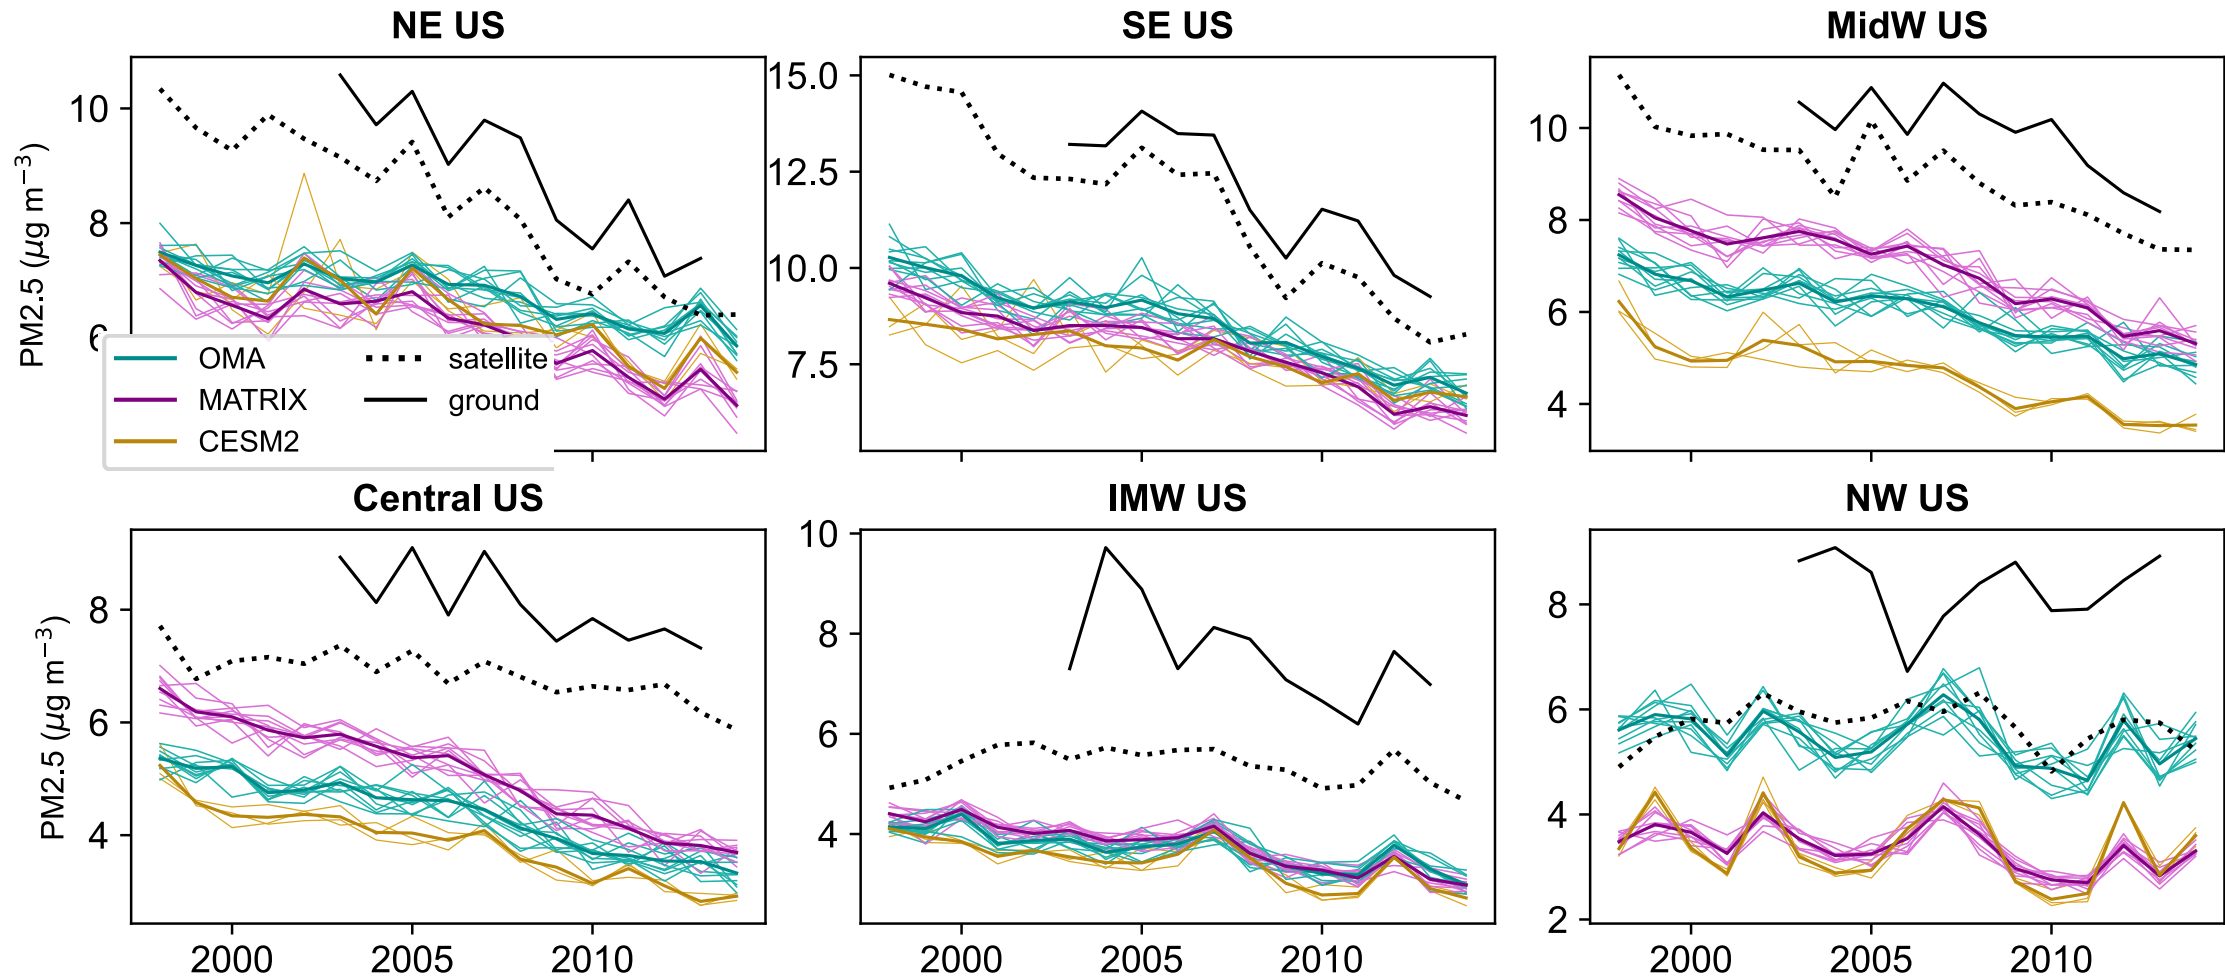 NE US
SE US
MidW US
PM2.5 (μg m⁻³)
10
8
6
15.0
12.5
10.0
7.5
10
8
6
4
OMA
MATRIX
CESM2
satellite
ground
Central US
IMW US
NW US
PM2.5 (μg m⁻³)
8
6
4
10
8
6
4
8
6
4
2
2000 2005 2010
2000 2005 2010
2000 2005 2010